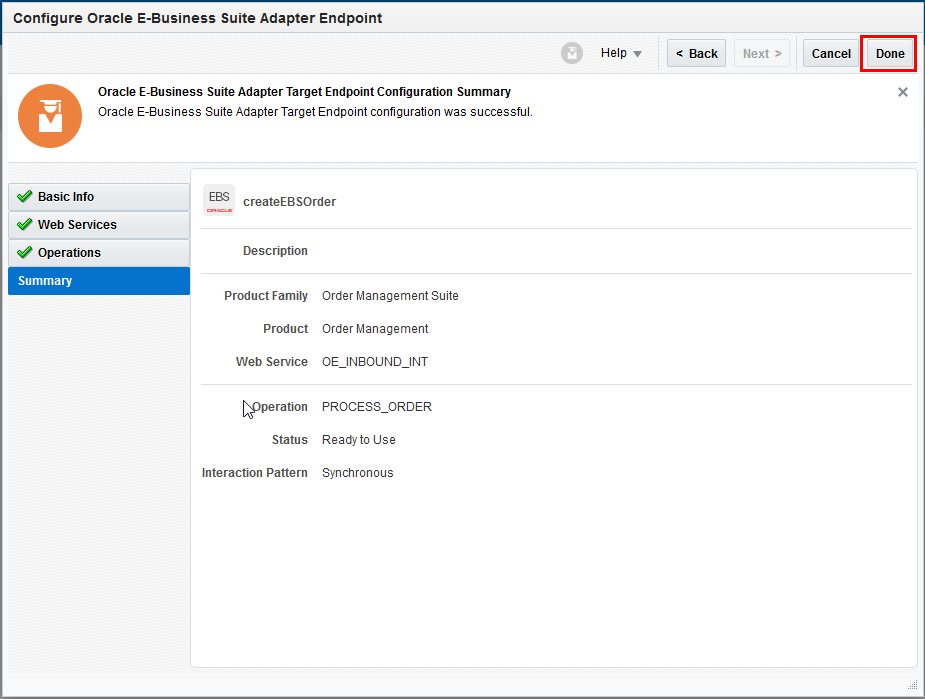 Configure Oracle E-Business Suite Adapter Endpoint
Help
< Back
Next >
Cancel
Done
Oracle E-Business Suite Adapter Target Endpoint Configuration Summary
Oracle E-Business Suite Adapter Target Endpoint configuration was successful.
Basic Info
Web Services
Operations
Summary
EBS
ORACLE
createEBSOrder
Description
Product Family Order Management Suite
Product Order Management
Web Service OE_INBOUND_INT
Operation PROCESS_ORDER
Status Ready to Use
Interaction Pattern Synchronous